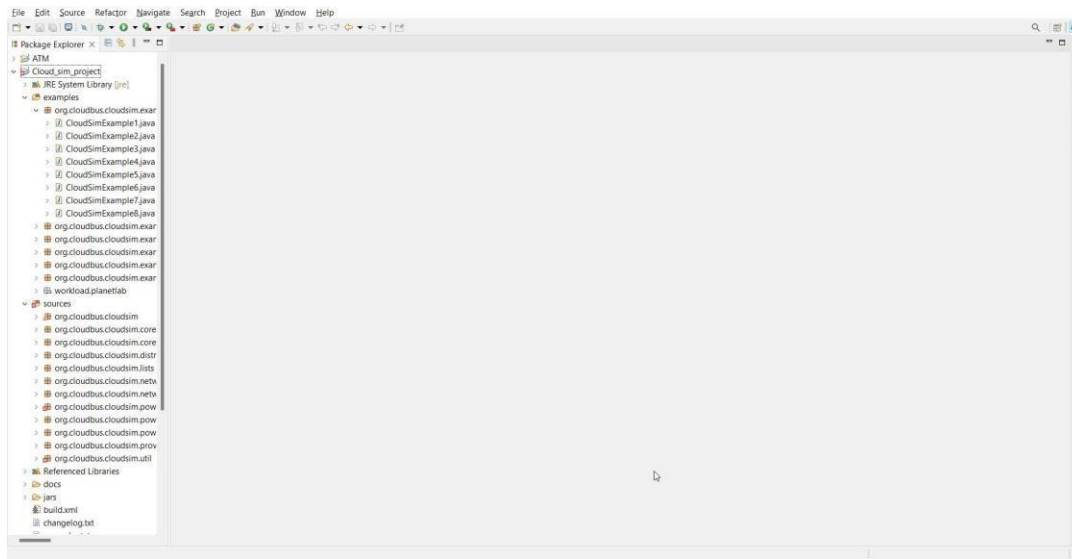 File Edit Source Refactor Navigate Search Project Run Window Help
Package Explorer
ATM
Cloud_sim_project
JRE System Library [jre]
examples
org.cloudbus.cloudsim.exar
CloudSimExample1.java
CloudSimExample2.java
CloudSimExample3.java
CloudSimExample4.java
CloudSimExample5.java
CloudSimExample6.java
CloudSimExample7.java
CloudSimExample8.java
org.cloudbus.cloudsim.exar
org.cloudbus.cloudsim.exar
org.cloudbus.cloudsim.exar
org.cloudbus.cloudsim.exar
org.cloudbus.cloudsim.exar
workload.planetlab
sources
org.cloudbus.cloudsim
org.cloudbus.cloudsim.core
org.cloudbus.cloudsim.core
org.cloudbus.cloudsim.distr
org.cloudbus.cloudsim.lists
org.cloudbus.cloudsim.netw
org.cloudbus.cloudsim.netw
org.cloudbus.cloudsim.pow
org.cloudbus.cloudsim.pow
org.cloudbus.cloudsim.pow
org.cloudbus.cloudsim.prov
org.cloudbus.cloudsim.util
Referenced Libraries
docs
jars
build.xml
changelog.txt